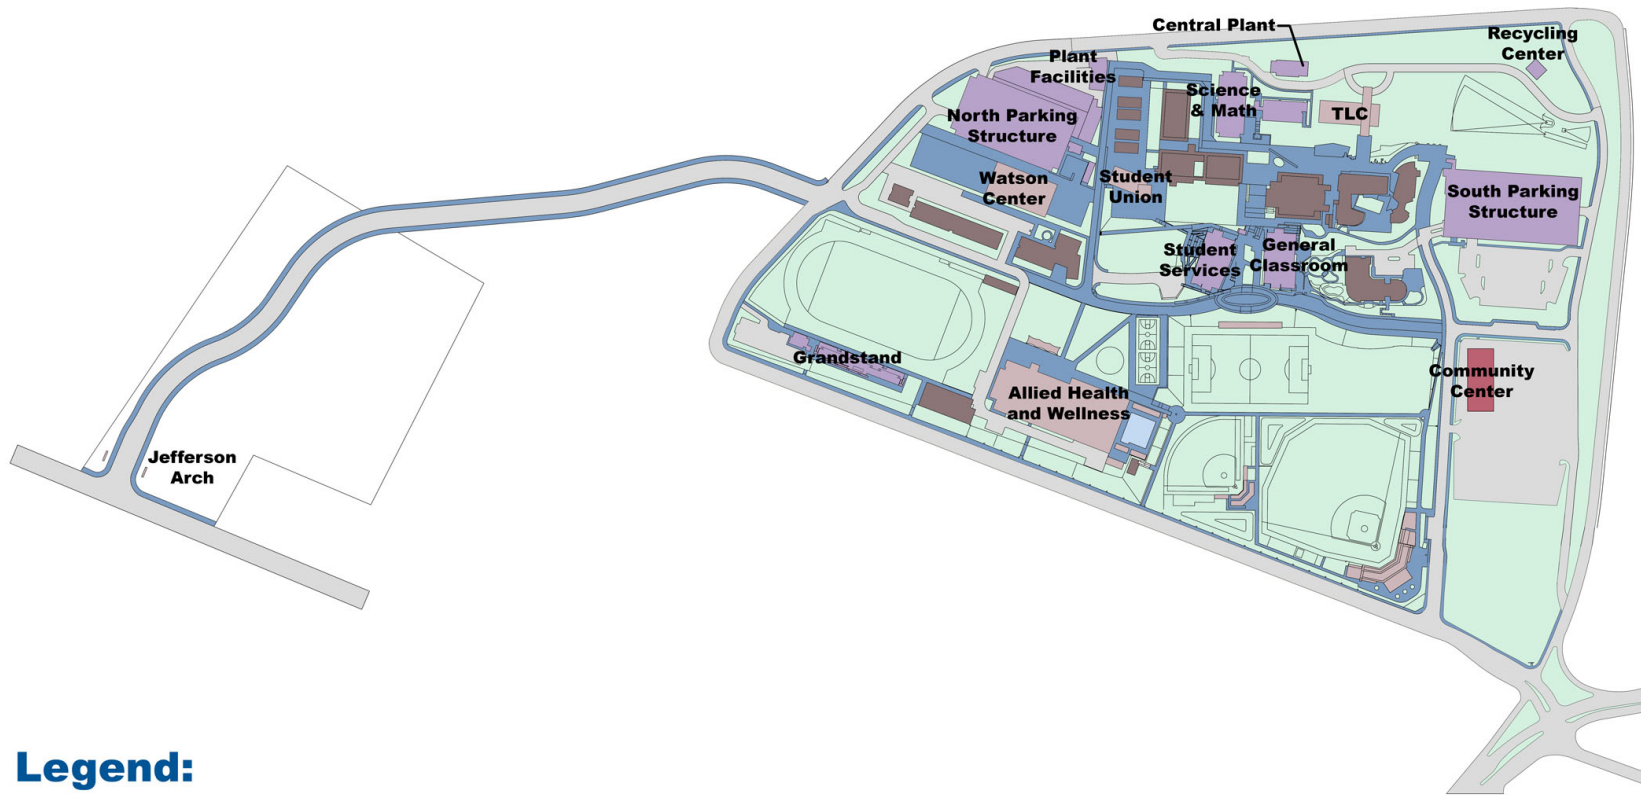 Central Plant
Recycling
Center
Plant
Facilities
Science
& Math
TLC
North Parking
Structure
Watson
Center
Student
Union
South Parking
Structure
Student
Services
General
Classroom
Grandstand
Allied Health
and Wellness
Community
Center
Jefferson
Arch
Legend: